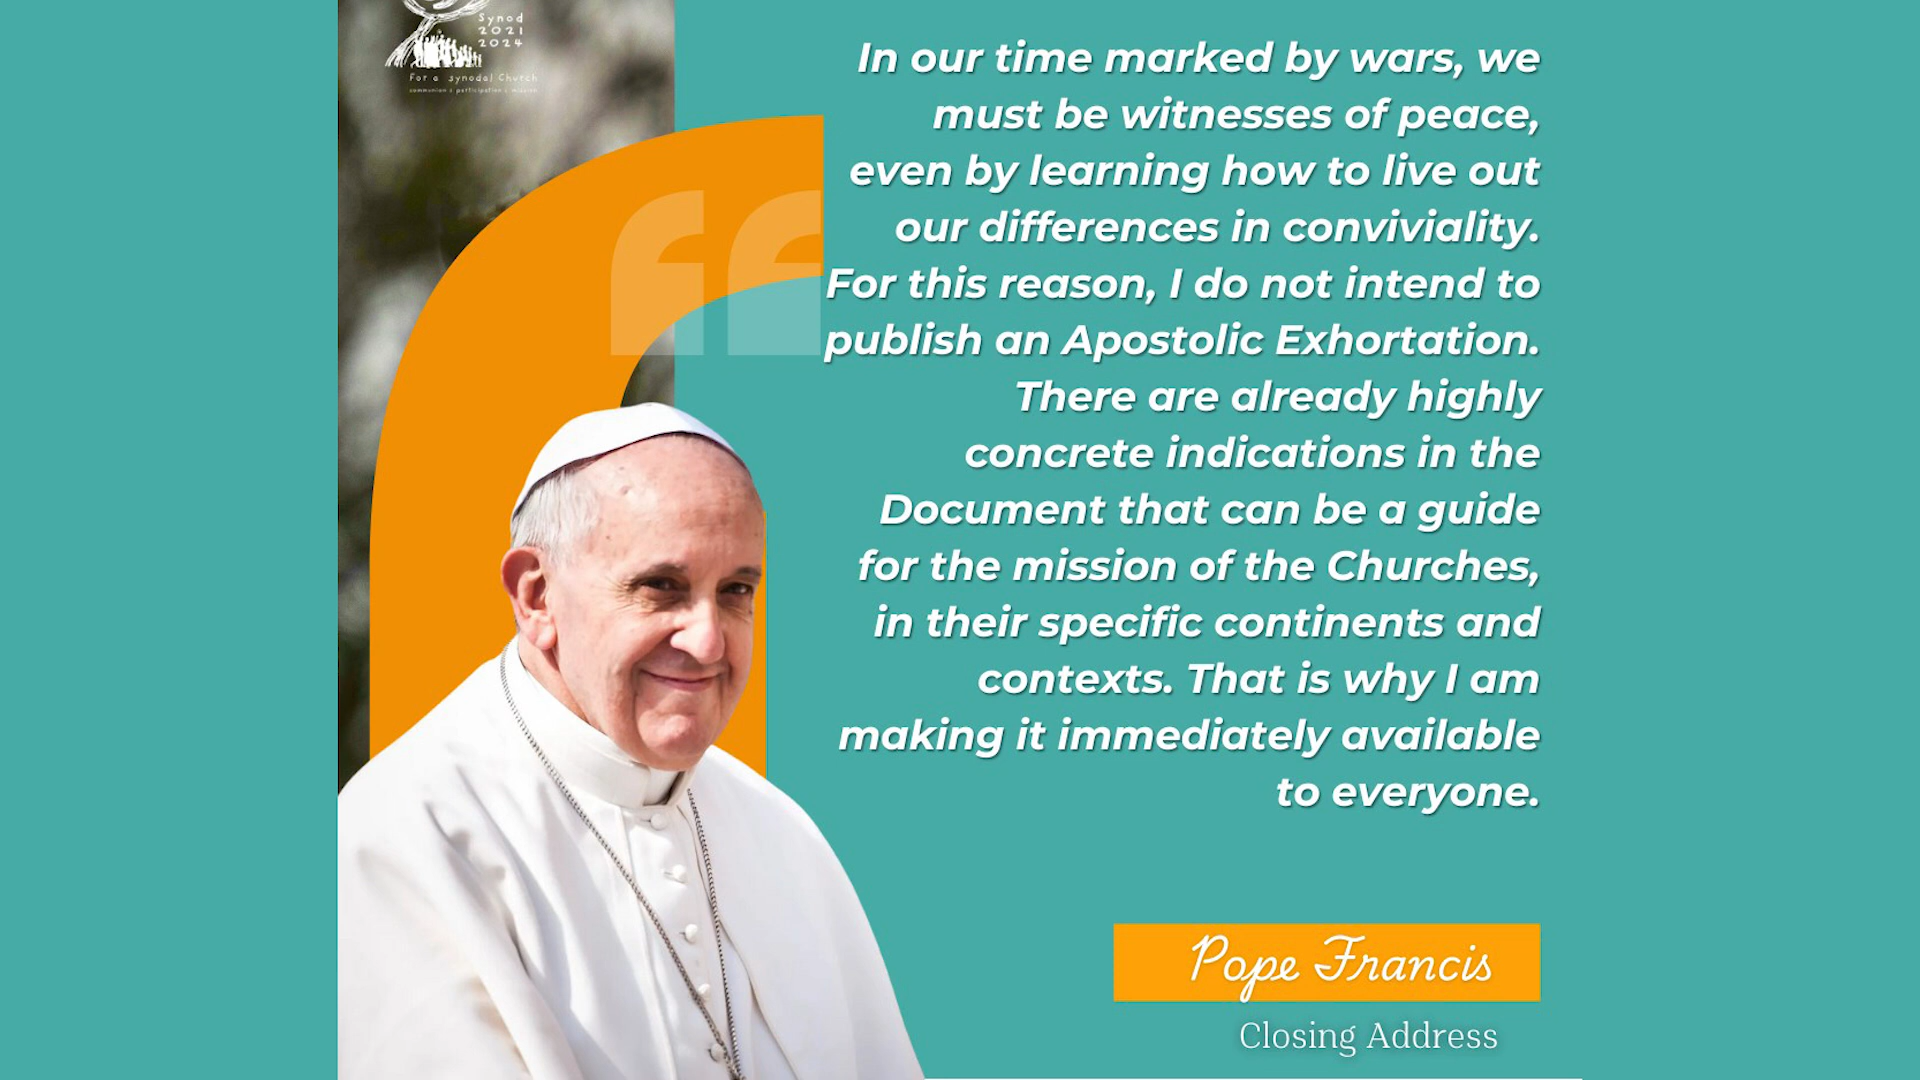 Synod
2021
2024
For a synodal Church
communion | participation | mission
In our time marked by wars, we
must be witnesses of peace,
even by learning how to live out
our differences in conviviality.
For this reason, I do not intend to
publish an Apostolic Exhortation.
There are already highly
concrete indications in the
Document that can be a guide
for the mission of the Churches,
in their specific continents and
contexts. That is why I am
making it immediately available
to everyone.
Pope Francis
Closing Address